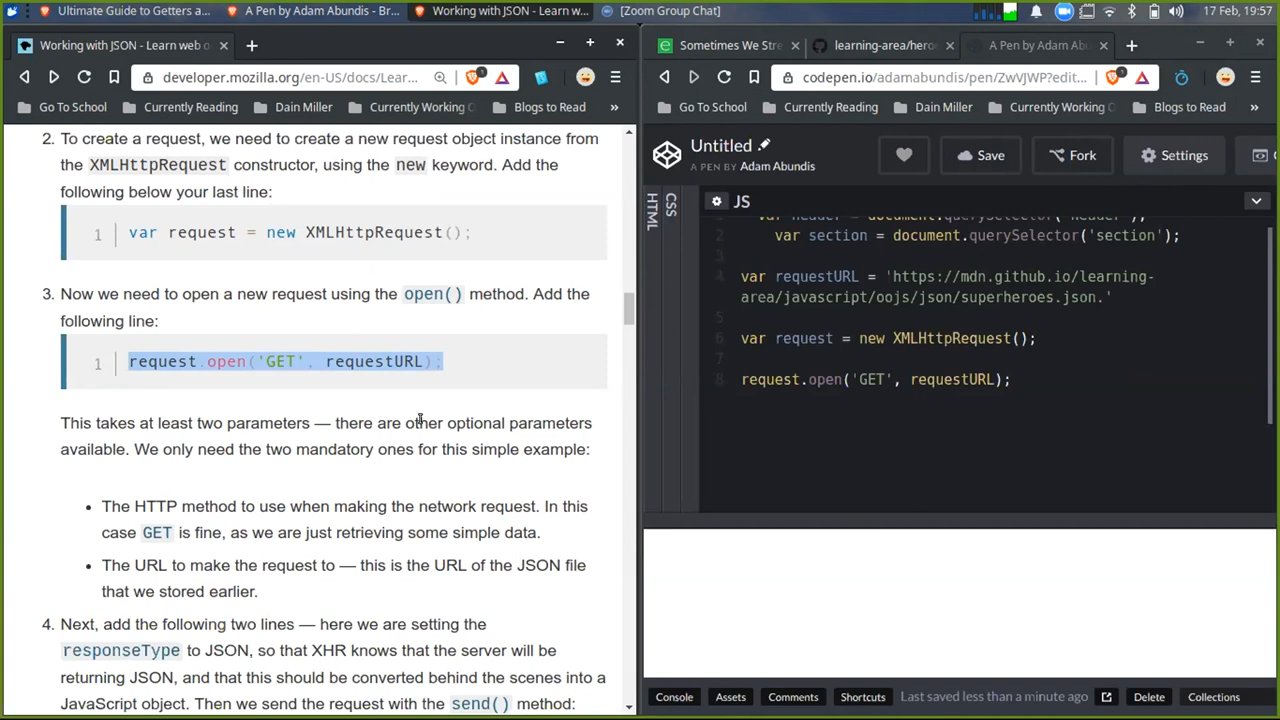 Ultimate Guide to Getters a...
A Pen by Adam Abundis - Br...
Working with JSON - Learn w...
[Zoom Group Chat]
17 Feb, 19:57
Working with JSON - Learn web d
developer.mozilla.org/en-US/docs/Lear...
1
Go To School
Currently Reading
Dain Miller
Currently Working
Blogs to Read
»
2. To create a request, we need to create a new request object instance from
the XMLHttpRequest constructor, using the new keyword. Add the
following below your last line:
1 var request = new XMLHttpRequest();
3. Now we need to open a new request using the open() method. Add the
following line:
1 request.open('GET', requestURL);
This takes at least two parameters — there are other optional parameters
available. We only need the two mandatory ones for this simple example:
• The HTTP method to use when making the network request. In this
case GET is fine, as we are just retrieving some simple data.
• The URL to make the request to — this is the URL of the JSON file
that we stored earlier.
4. Next, add the following two lines — here we are setting the
responseType to JSON, so that XHR knows that the server will be
returning JSON, and that this should be converted behind the scenes into a
JavaScript object. Then we send the request with the send() method:
Sometimes We Stre
learning-area/hero
A Pen by Adam Abu
codepen.io/adamabundis/pen/ZwVJWP?edit...
1
Go To School
Currently Reading
Dain Miller
Currently Working
Blogs to Read
»
Untitled
A PEN BY Adam Abundis
Save
Fork
Settings
HTML
CSS
JS
var header = document.querySelector('header');
2 var section = document.querySelector('section');
3
4 var requestURL = 'https://mdn.github.io/learning-
area/javascript/oojs/json/superheroes.json.'
5
6 var request = new XMLHttpRequest();
7
8 request.open('GET', requestURL);
Console
Assets
Comments
Shortcuts
Last saved less than a minute ago
Delete
Collections